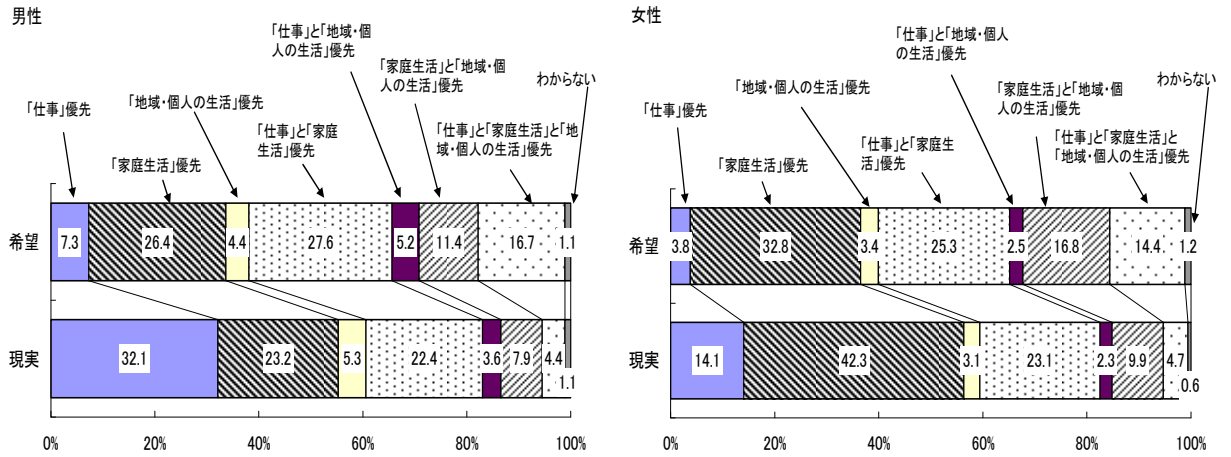 男性
「仕事」と「地域・個
人の生活」優先
「家庭生活」と「地域・個
人の生活」優先
わからない
「仕事」優先
「地域・個人の生活」優先
「仕事」と「家庭
生活」優先
「仕事」と「家庭生活」と「地
域・個人の生活」優先
「家庭生活」優先
希望
7.3
26.4
4.4
27.6
5.2
11.4
16.7
1.1
現実
32.1
23.2
5.3
22.4
3.6
7.9
4.4
1.1
0%
20%
40%
60%
80%
100%
女性
「仕事」と「地域・個人
の生活」優先
「家庭生活」と「地域・個
人の生活」優先
わからない
「仕事」優先
「地域・個人の生活」優先
「仕事」と「家庭生
活」優先
「仕事」と「家庭生活」と
「地域・個人の生活」優先
「家庭生活」優先
希望
3.8
32.8
3.4
25.3
2.5
16.8
14.4
1.2
現実
14.1
42.3
3.1
23.1
2.3
9.9
4.7
0.6
0%
20%
40%
60%
80%
100%